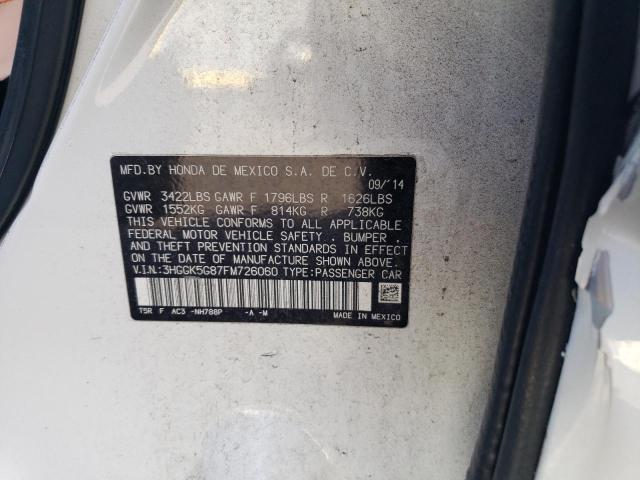 MFD.BY HONDA DE MEXICO S.A. DE C.V.
09/'14
GVWR 3422LBS GAWR F 1796LBS R 1626LBS
GVWR 1552KG GAWR F 814KG R 738KG
THIS VEHICLE CONFORMS TO ALL APPLICABLE
FEDERAL MOTOR VEHICLE SAFETY, BUMPER,
AND THEFT PREVENTION STANDARDS IN EFFECT
ON THE DATE OF MANUFACTURE SHOWN ABOVE.
V.I.N.:3HGGK5G87FM726060 TYPE:PASSENGER CAR
T5R F AC3 -NH788P -A -M
MADE IN MEXICO